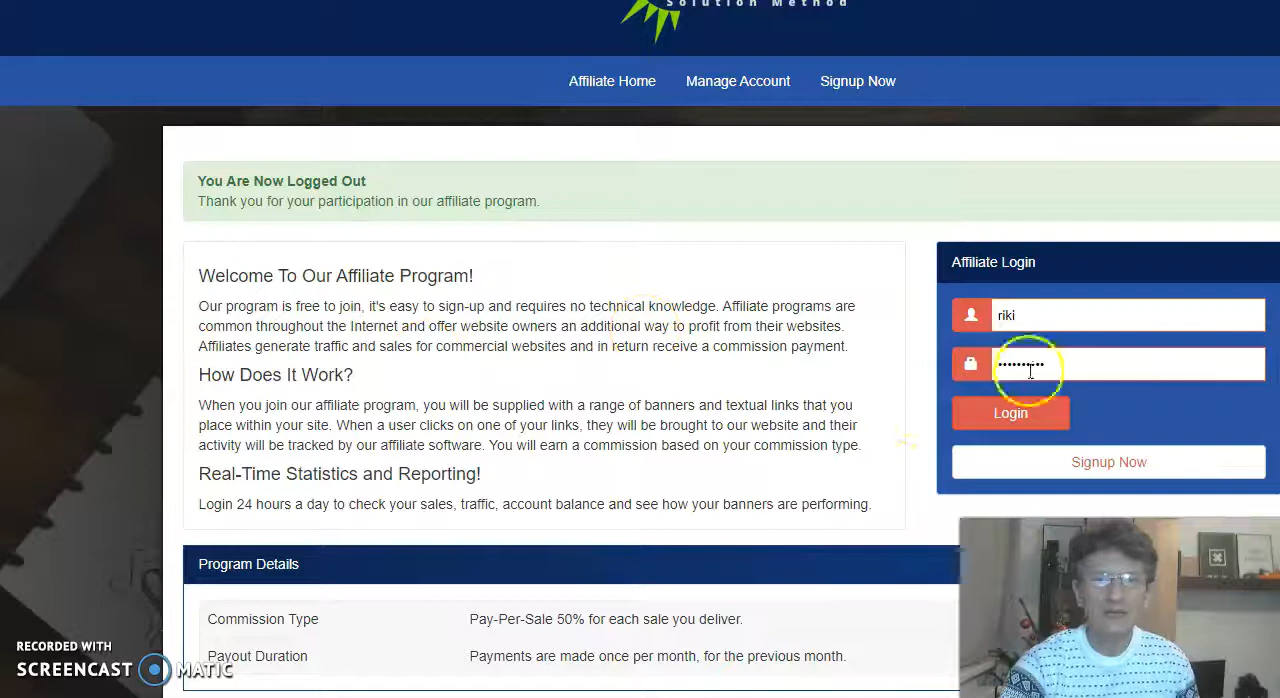 Solution Method
Affiliate Home Manage Account Signup Now
You Are Now Logged Out
Thank you for your participation in our affiliate program.
Welcome To Our Affiliate Program!
Our program is free to join, it's easy to sign-up and requires no technical knowledge. Affiliate programs are
common throughout the Internet and offer website owners an additional way to profit from their websites.
Affiliates generate traffic and sales for commercial websites and in return receive a commission payment.
How Does It Work?
When you join our affiliate program, you will be supplied with a range of banners and textual links that you
place within your site. When a user clicks on one of your links, they will be brought to our website and their
activity will be tracked by our affiliate software. You will earn a commission based on your commission type.
Real-Time Statistics and Reporting!
Login 24 hours a day to check your sales, traffic, account balance and see how your banners are performing.
Affiliate Login
riki
••••••••••
Login
Signup Now
Program Details
Commission Type Pay-Per-Sale 50% for each sale you deliver.
Payout Duration Payments are made once per month, for the previous month.
RECORDED WITH
SCREENCAST MATIC